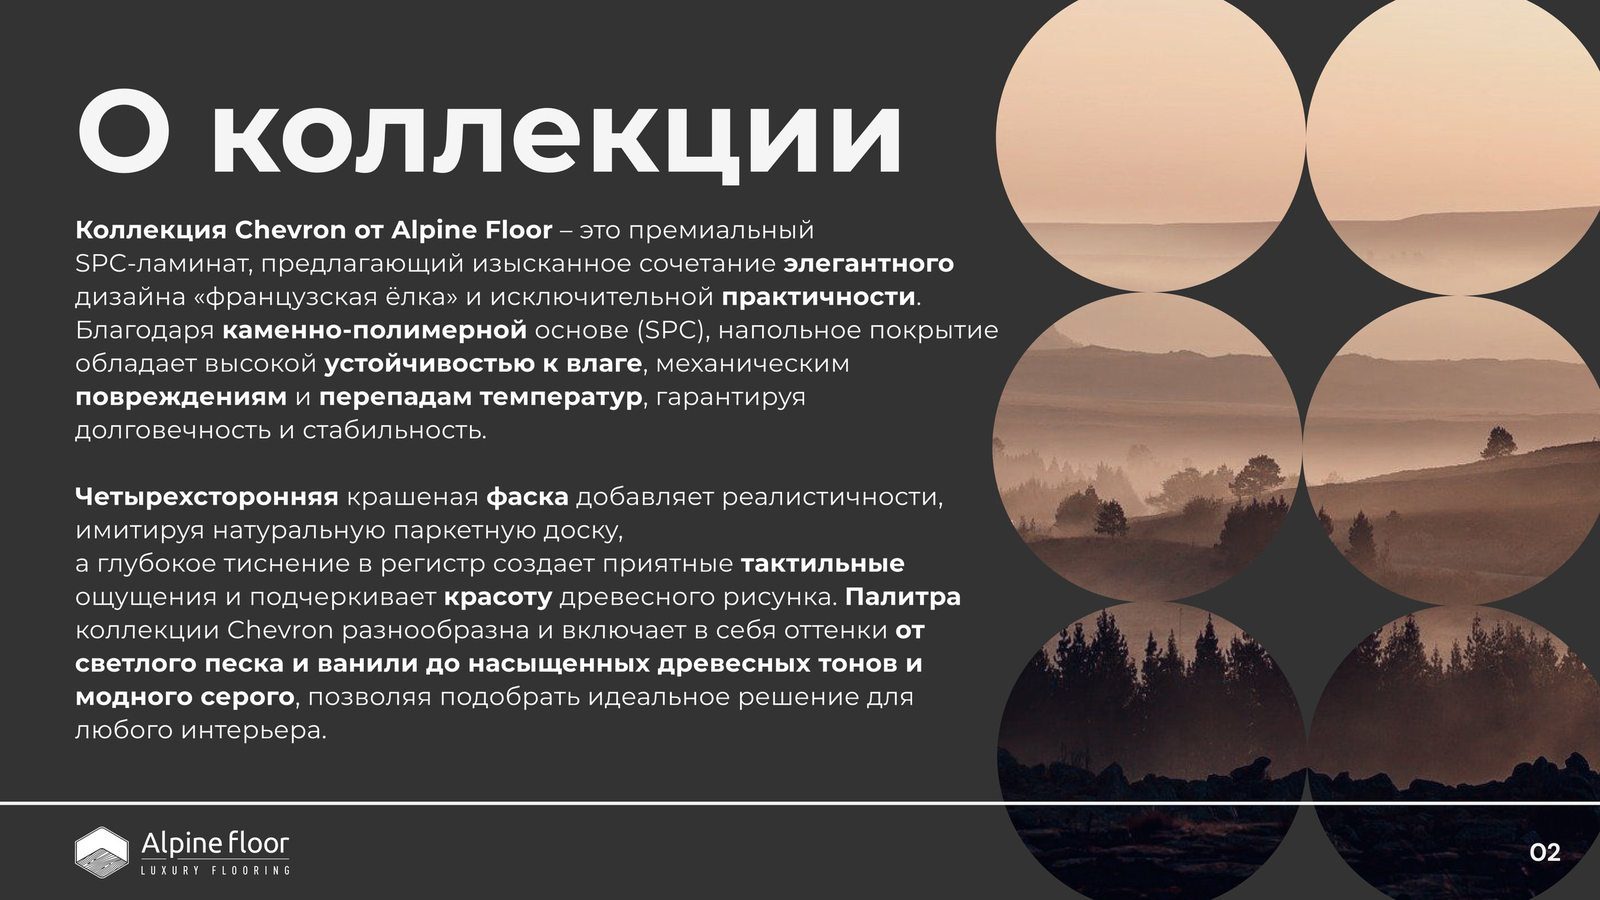 О коллекции
Коллекция Chevron от Alpine Floor – это премиальный
SPC-ламинат, предлагающий изысканное сочетание элегантного
дизайна «французская ёлка» и исключительной практичности.
Благодаря каменно-полимерной основе (SPC), напольное покрытие
обладает высокой устойчивостью к влаге, механическим
повреждениям и перепадам температур, гарантируя
долговечность и стабильность.
Четырехсторонняя крашеная фаска добавляет реалистичности,
имитируя натуральную паркетную доску,
а глубокое тиснение в регистр создает приятные тактильные
ощущения и подчеркивает красоту древесного рисунка. Палитра
коллекции Chevron разнообразна и включает в себя оттенки от
светлого песка и ванили до насыщенных древесных тонов и
модного серого, позволяя подобрать идеальное решение для
любого интерьера.
Alpine floor
LUXURY FLOORING
02